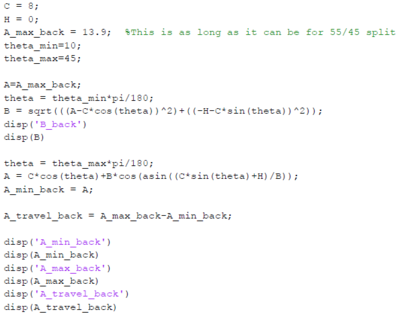 C = 8;
H = 0;
A_max_back = 13.9;  %This is as long as it can be for 55/45 split
theta_min=10;
theta_max=45;
A=A_max_back;
theta = theta_min*pi/180;
B = sqrt(((A-C*cos(theta))^2)+((-H-C*sin(theta))^2));
disp('B_back')
disp(B)
theta = theta_max*pi/180;
A = C*cos(theta)+B*cos(asin((C*sin(theta)+H)/B));
A_min_back = A;
A_travel_back = A_max_back-A_min_back;
disp('A_min_back')
disp(A_min_back)
disp('A_max_back')
disp(A_max_back)
disp('A_travel_back')
disp(A_travel_back)